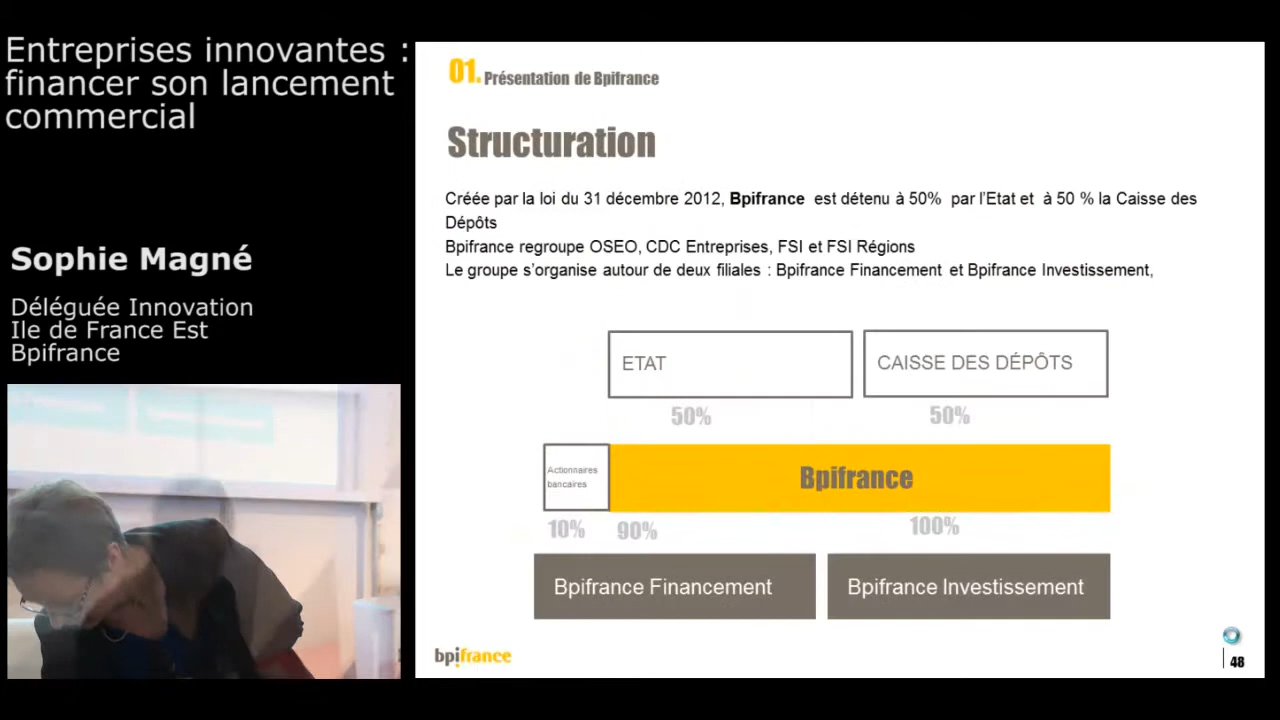 Entreprises innovantes :
financer son lancement
commercial
Sophie Magné
Déléguée Innovation
Ile de France Est
Bpifrance
01. Présentation de Bpifrance
Structuration
Créée par la loi du 31 décembre 2012, Bpifrance est détenu à 50% par l'Etat et à 50 % la Caisse des
Dépôts
Bpifrance regroupe OSEO, CDC Entreprises, FSI et FSI Régions
Le groupe s'organise autour de deux filiales : Bpifrance Financement et Bpifrance Investissement,
ETAT
CAISSE DES DÉPÔTS
50%
50%
Actionnaires
bancaires
Bpifrance
10%
90%
100%
Bpifrance Financement
Bpifrance Investissement
bpifrance
48